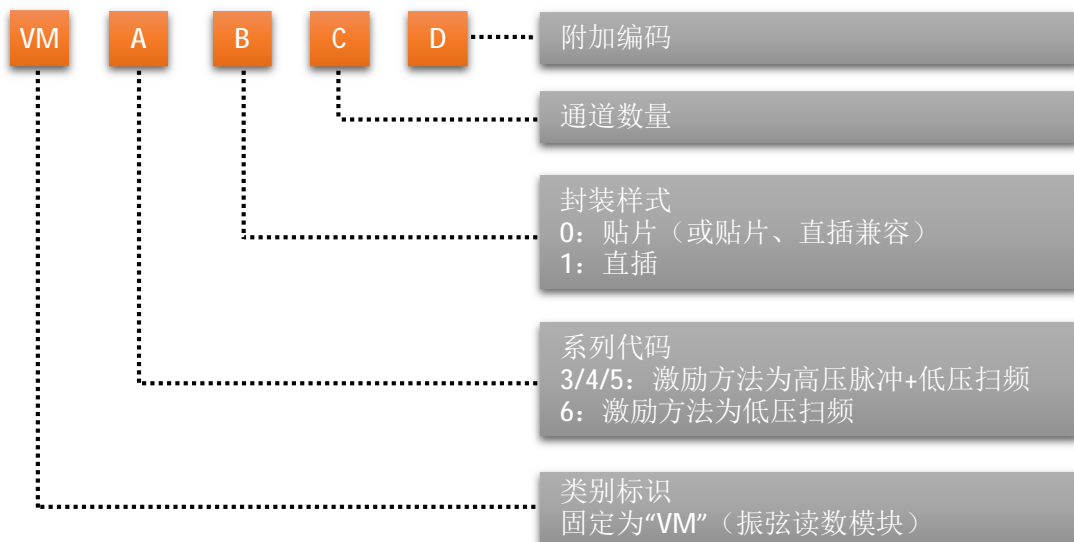 VM A B C D
附加编码
通道数量
封装样式
0：贴片（或贴片、直插兼容）
1：直插
系列代码
3/4/5：激励方法为高压脉冲+低压扫频
6：激励方法为低压扫频
类别标识
固定为“VM”（振弦读数模块）